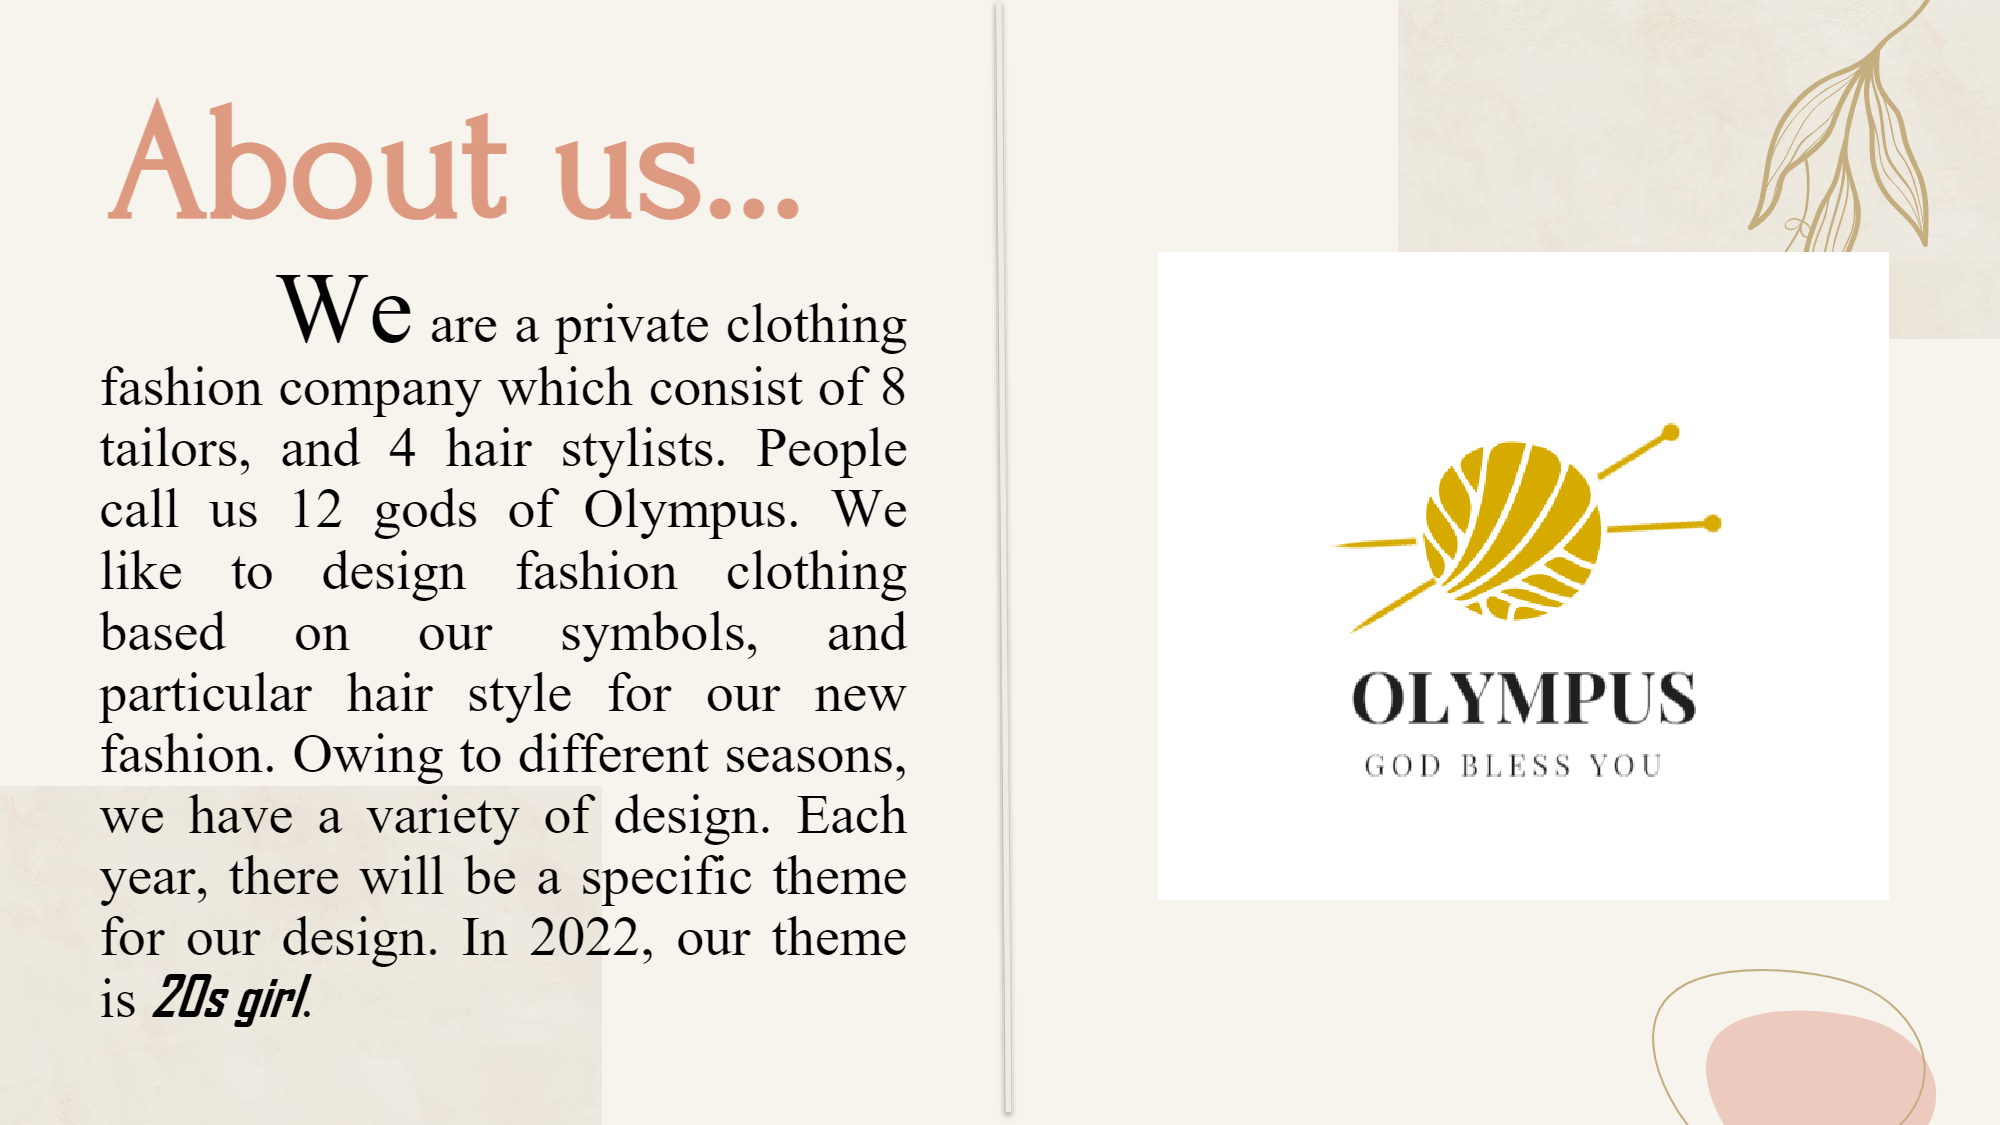 About us...
We are a private clothing
fashion company which consist of 8
tailors, and 4 hair stylists. People
call us 12 gods of Olympus. We
like to design fashion clothing
based on our symbols, and
particular hair style for our new
fashion. Owing to different seasons,
we have a variety of design. Each
year, there will be a specific theme
for our design. In 2022, our theme
is 20s girl.
OLYMPUS
GOD BLESS YOU